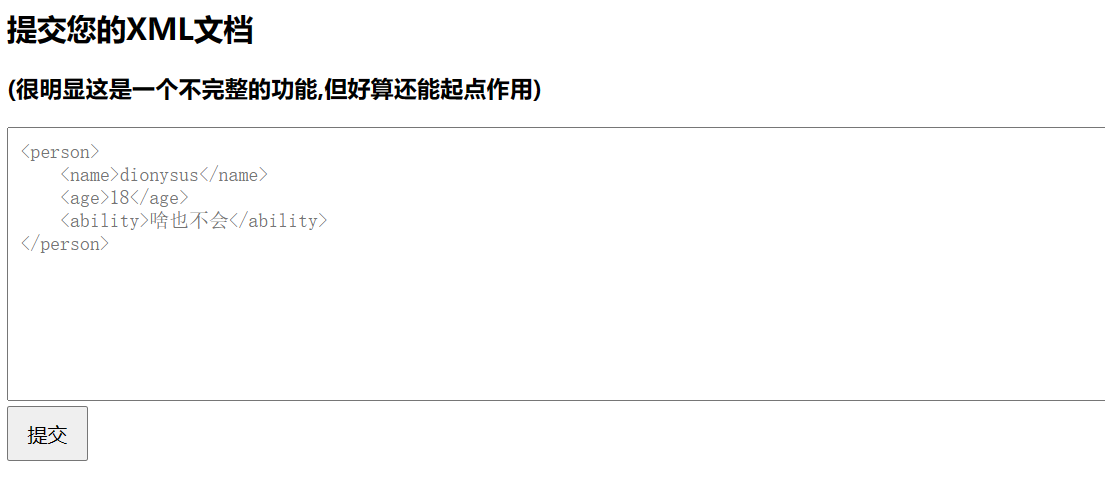 提交您的XML文档
(很明显这是一个不完整的功能,但好算还能起点作用)
<person>
    <name>dionysus</name>
    <age>18</age>
    <ability>啥也不会</ability>
</person>
提交